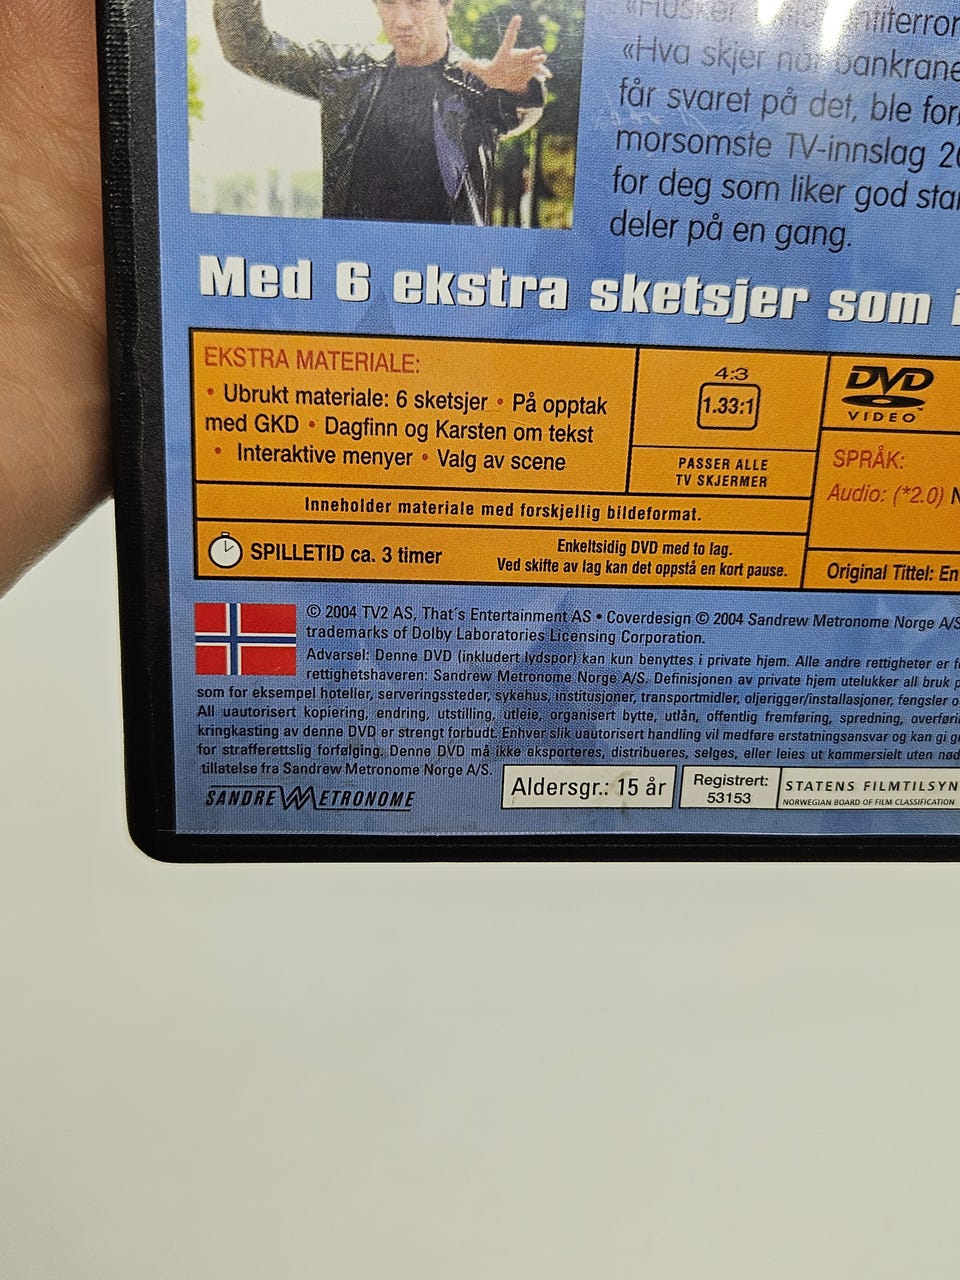 «Husker
«Hva skjer når bankrane
får svaret på det, ble for
morsomste TV-innslag 20
for deg som liker god sta
deler på en gang.
Med 6 ekstra sketsjer som i
EKSTRA MATERIALE:
• Ubrukt materiale: 6 sketsjer • På opptak
med GKD • Dagfinn og Karsten om tekst
• Interaktive menyer • Valg av scene
4:3
1.33:1
PASSER ALLE
TV SKJERMER
DVD
VIDEO™
SPRÅK:
Audio: (*2.0) N
Inneholder materiale med forskjellig bildeformat.
SPILLETID ca. 3 timer
Enkeltsidig DVD med to lag.
Ved skifte av lag kan det oppstå en kort pause.
Original Tittel: En
© 2004 TV2 AS, That´s Entertainment AS • Coverdesign © 2004 Sandrew Metronome Norge A/S
trademarks of Dolby Laboratories Licensing Corporation.
Advarsel: Denne DVD (inkludert lydspor) kan kun benyttes i private hjem. Alle andre rettigheter er f
rettighetshaveren: Sandrew Metronome Norge A/S. Definisjonen av private hjem utelukker all bruk p
som for eksempel hoteller, serveringssteder, sykehus, institusjoner, transportmidler, oljerigger/installasjoner, fengsler o
All uautorisert kopiering, endring, utstilling, utleie, organisert bytte, utlån, offentlig fremføring, spredning, overføri
kringkasting av denne DVD er strengt forbudt. Enhver slik uautorisert handling vil medføre erstatningsansvar og kan gi g
for strafferettslig forfølging. Denne DVD må ikke eksporteres, distribueres, selges, eller leies ut kommersielt uten nød
tillatelse fra Sandrew Metronome Norge A/S.
SANDREW METRONOME
Aldersgr.: 15 år
Registrert:
53153
STATENS FILMTILSYN
NORWEGIAN BOARD OF FILM CLASSIFICATION